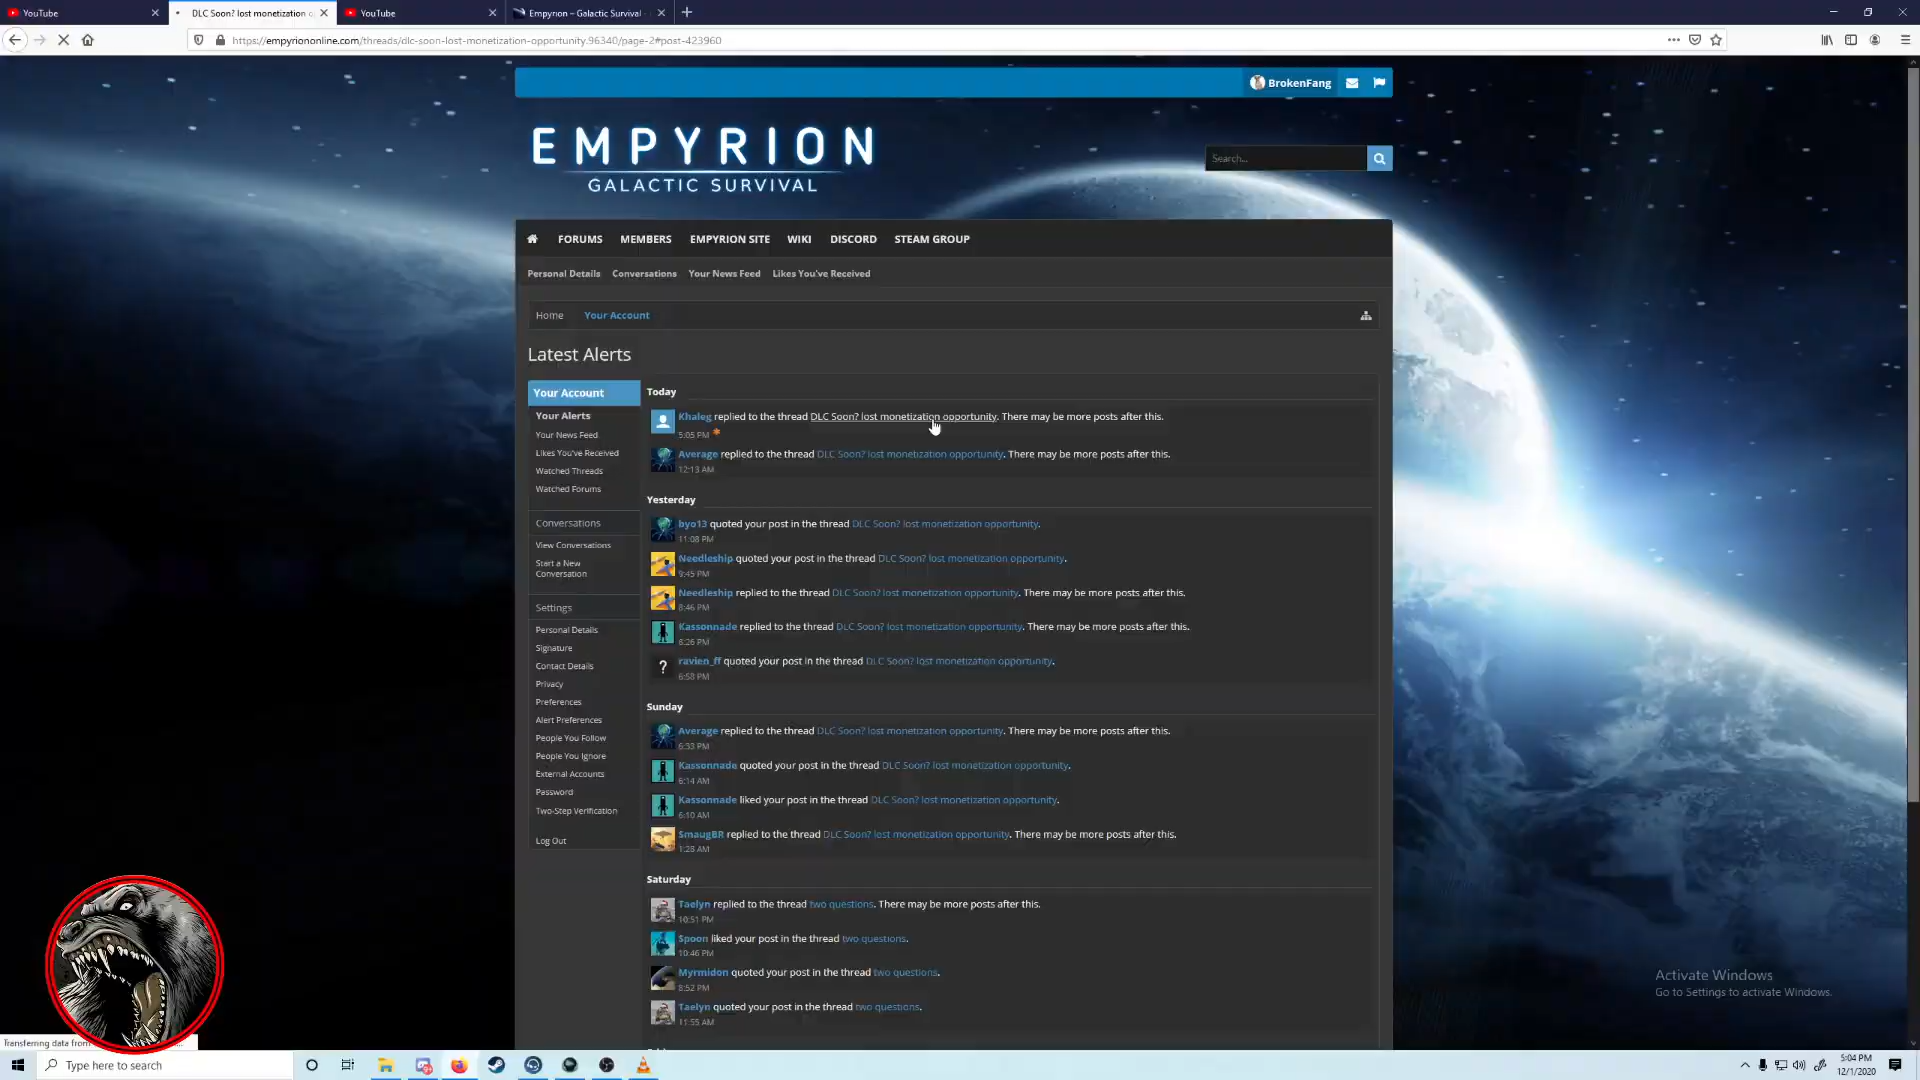 YouTube
DLC Soon? lost monetization o
YouTube
Empyrion – Galactic Survival
https://empyriononline.com/threads/dlc-soon-lost-monetization-opportunity.96340/page-2#post-423960
BrokenFang
EMPYRION
GALACTIC SURVIVAL
Search...
FORUMS MEMBERS EMPYRION SITE WIKI DISCORD STEAM GROUP
Personal Details Conversations Your News Feed Likes You've Received
Home Your Account
Latest Alerts
Your Account
Your Alerts
Your News Feed
Likes You've Received
Watched Threads
Watched Forums
Conversations
View Conversations
Start a New
Conversation
Settings
Personal Details
Signature
Contact Details
Privacy
Preferences
Alert Preferences
People You Follow
People You Ignore
External Accounts
Password
Two-Step Verification
Log Out
Today
Khaleg replied to the thread DLC Soon? lost monetization opportunity. There may be more posts after this.
5:05 PM *
Average replied to the thread DLC Soon? lost monetization opportunity. There may be more posts after this.
12:13 AM
Yesterday
byo13 quoted your post in the thread DLC Soon? lost monetization opportunity.
11:08 PM
Needleship quoted your post in the thread DLC Soon? lost monetization opportunity.
9:45 PM
Needleship replied to the thread DLC Soon? lost monetization opportunity. There may be more posts after this.
8:46 PM
Kassonnade replied to the thread DLC Soon? lost monetization opportunity. There may be more posts after this.
8:26 PM
ravien_ff quoted your post in the thread DLC Soon? lost monetization opportunity.
6:58 PM
Sunday
Average replied to the thread DLC Soon? lost monetization opportunity. There may be more posts after this.
6:33 PM
Kassonnade quoted your post in the thread DLC Soon? lost monetization opportunity.
6:14 AM
Kassonnade liked your post in the thread DLC Soon? lost monetization opportunity.
6:10 AM
SmaugBR replied to the thread DLC Soon? lost monetization opportunity. There may be more posts after this.
1:28 AM
Saturday
Taelyn replied to the thread two questions. There may be more posts after this.
10:51 PM
Spoon liked your post in the thread two questions.
10:46 PM
Myrmidon quoted your post in the thread two questions.
8:52 PM
Taelyn quoted your post in the thread two questions.
11:55 AM
Activate Windows
Go to Settings to activate Windows.
Transferring data from
Type here to search
5:04 PM
12/1/2020